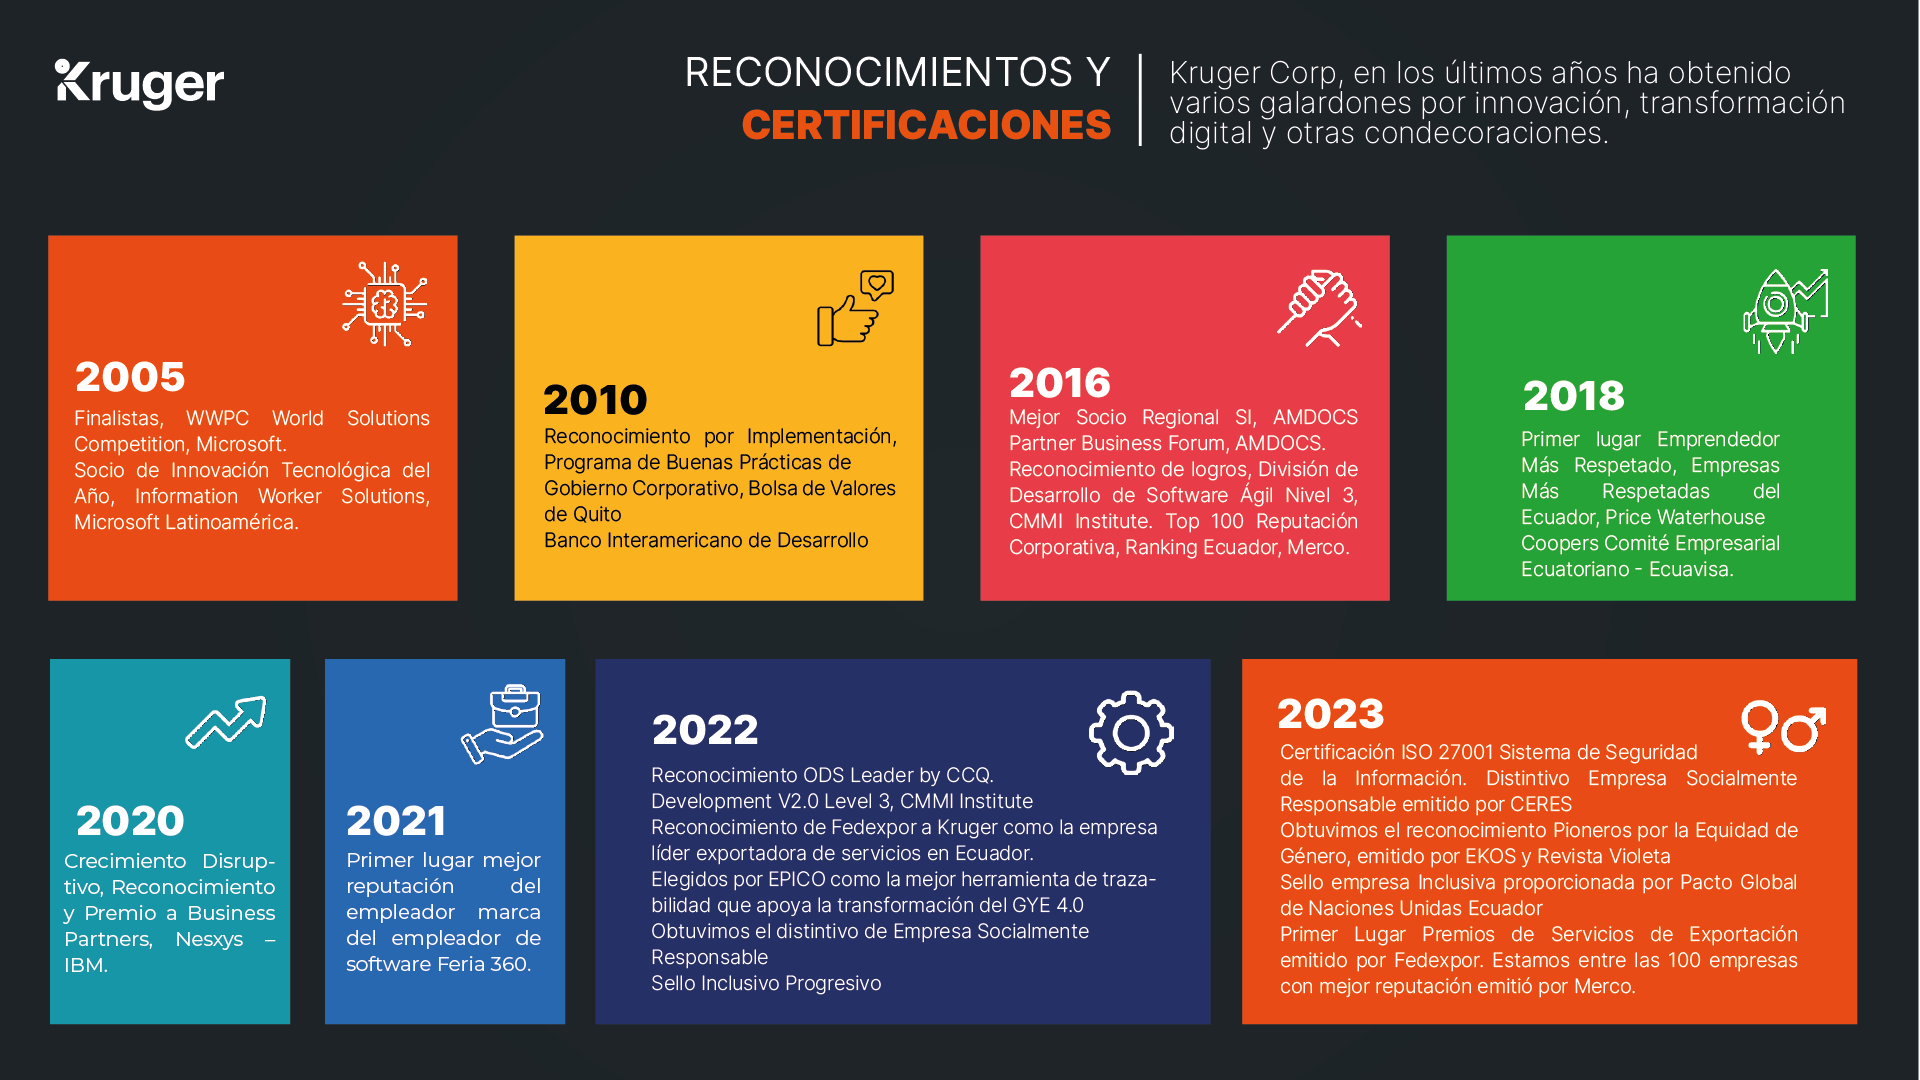 Kruger
RECONOCIMIENTOS Y
CERTIFICACIONES
Kruger Corp, en los últimos años ha obtenido
varios galardones por innovación, transformación
digital y otras condecoraciones.
2005
Finalistas, WWPC World Solutions
Competition, Microsoft.
Socio de Innovación Tecnológica del
Año, Information Worker Solutions,
Microsoft Latinoamérica.
2010
Reconocimiento por Implementación,
Programa de Buenas Prácticas de
Gobierno Corporativo, Bolsa de Valores
de Quito
Banco Interamericano de Desarrollo
2016
Mejor Socio Regional SI, AMDOCS
Partner Business Forum, AMDOCS.
Reconocimiento de logros, División de
Desarrollo de Software Ágil Nivel 3,
CMMI Institute. Top 100 Reputación
Corporativa, Ranking Ecuador, Merco.
2018
Primer lugar Emprendedor
Más Respetado, Empresas
Más Respetadas del
Ecuador, Price Waterhouse
Coopers Comité Empresarial
Ecuatoriano - Ecuavisa.
2020
Crecimiento Disrup-
tivo, Reconocimiento
y Premio a Business
Partners, Nesxys –
IBM.
2021
Primer lugar mejor
reputación del
empleador marca
del empleador de
software Feria 360.
2022
Reconocimiento ODS Leader by CCQ.
Development V2.0 Level 3, CMMI Institute
Reconocimiento de Fedexpor a Kruger como la empresa
líder exportadora de servicios en Ecuador.
Elegidos por EPICO como la mejor herramienta de traza-
bilidad que apoya la transformación del GYE 4.0
Obtuvimos el distintivo de Empresa Socialmente
Responsable
Sello Inclusivo Progresivo
2023
Certificación ISO 27001 Sistema de Seguridad
de la Información. Distintivo Empresa Socialmente
Responsable emitido por CERES
Obtuvimos el reconocimiento Pioneros por la Equidad de
Género, emitido por EKOS y Revista Violeta
Sello empresa Inclusiva proporcionada por Pacto Global
de Naciones Unidas Ecuador
Primer Lugar Premios de Servicios de Exportación
emitido por Fedexpor. Estamos entre las 100 empresas
con mejor reputación emitió por Merco.